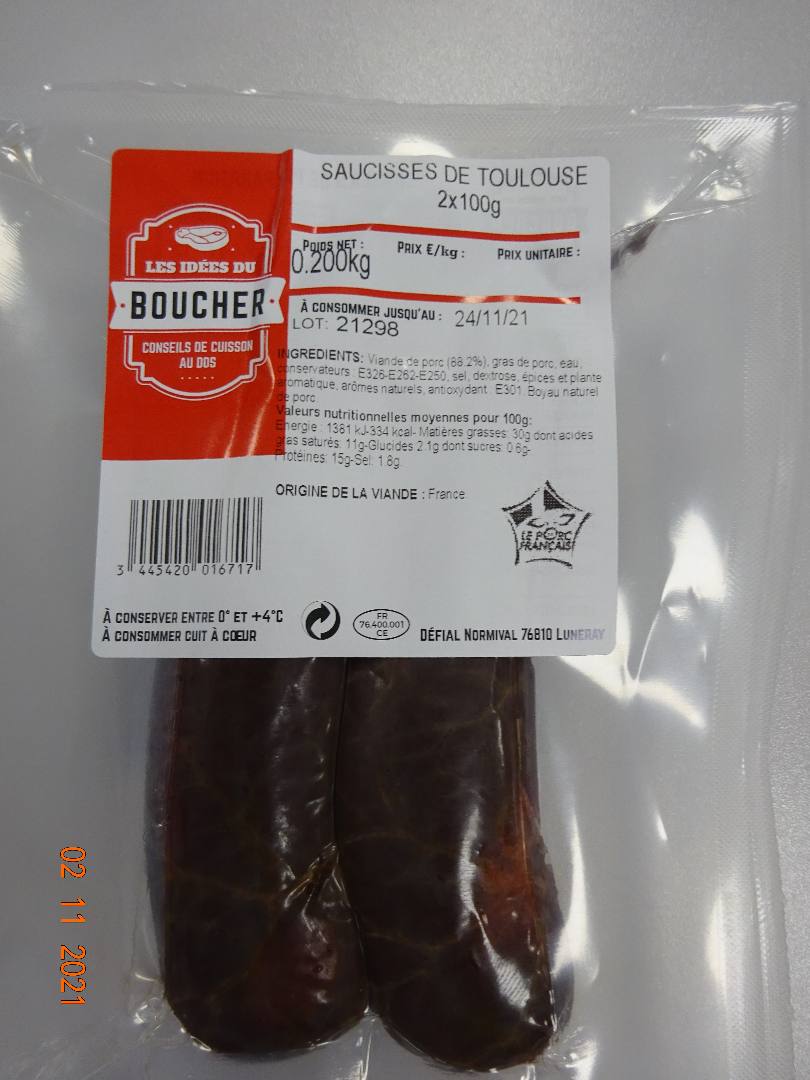 SAUCISSES DE TOULOUSE
2x100g
POIDS NET : PRIX €/kg : PRIX UNITAIRE :
0.200kg
À CONSOMMER JUSQU'AU : 24/11/21
LOT: 21298
LES IDÉES DU
BOUCHER
CONSEILS DE CUISSON
AU DOS
INGREDIENTS: Viande de porc (88.2%), gras de porc, eau,
conservateurs : E326-E262-E250, sel, dextrose, épices et plante
aromatique, arômes naturels, antioxydant : E301. Boyau naturel
de porc.
Valeurs nutritionnelles moyennes pour 100g:
Energie : 1381 kJ-334 kcal- Matières grasses: 30g dont acides
gras saturés: 11g-Glucides 2.1g dont sucres: 0.6g-
Protéines: 15g-Sel: 1.8g
ORIGINE DE LA VIANDE : France
LE PORC
FRANÇAIS
3 445420 016717
À CONSERVER ENTRE 0° ET +4°C
À CONSOMMER CUIT À CŒUR
FR
76.400.001
CE
DÉFIAL NORMIVAL 76810 LUNERAY
02 11 2021